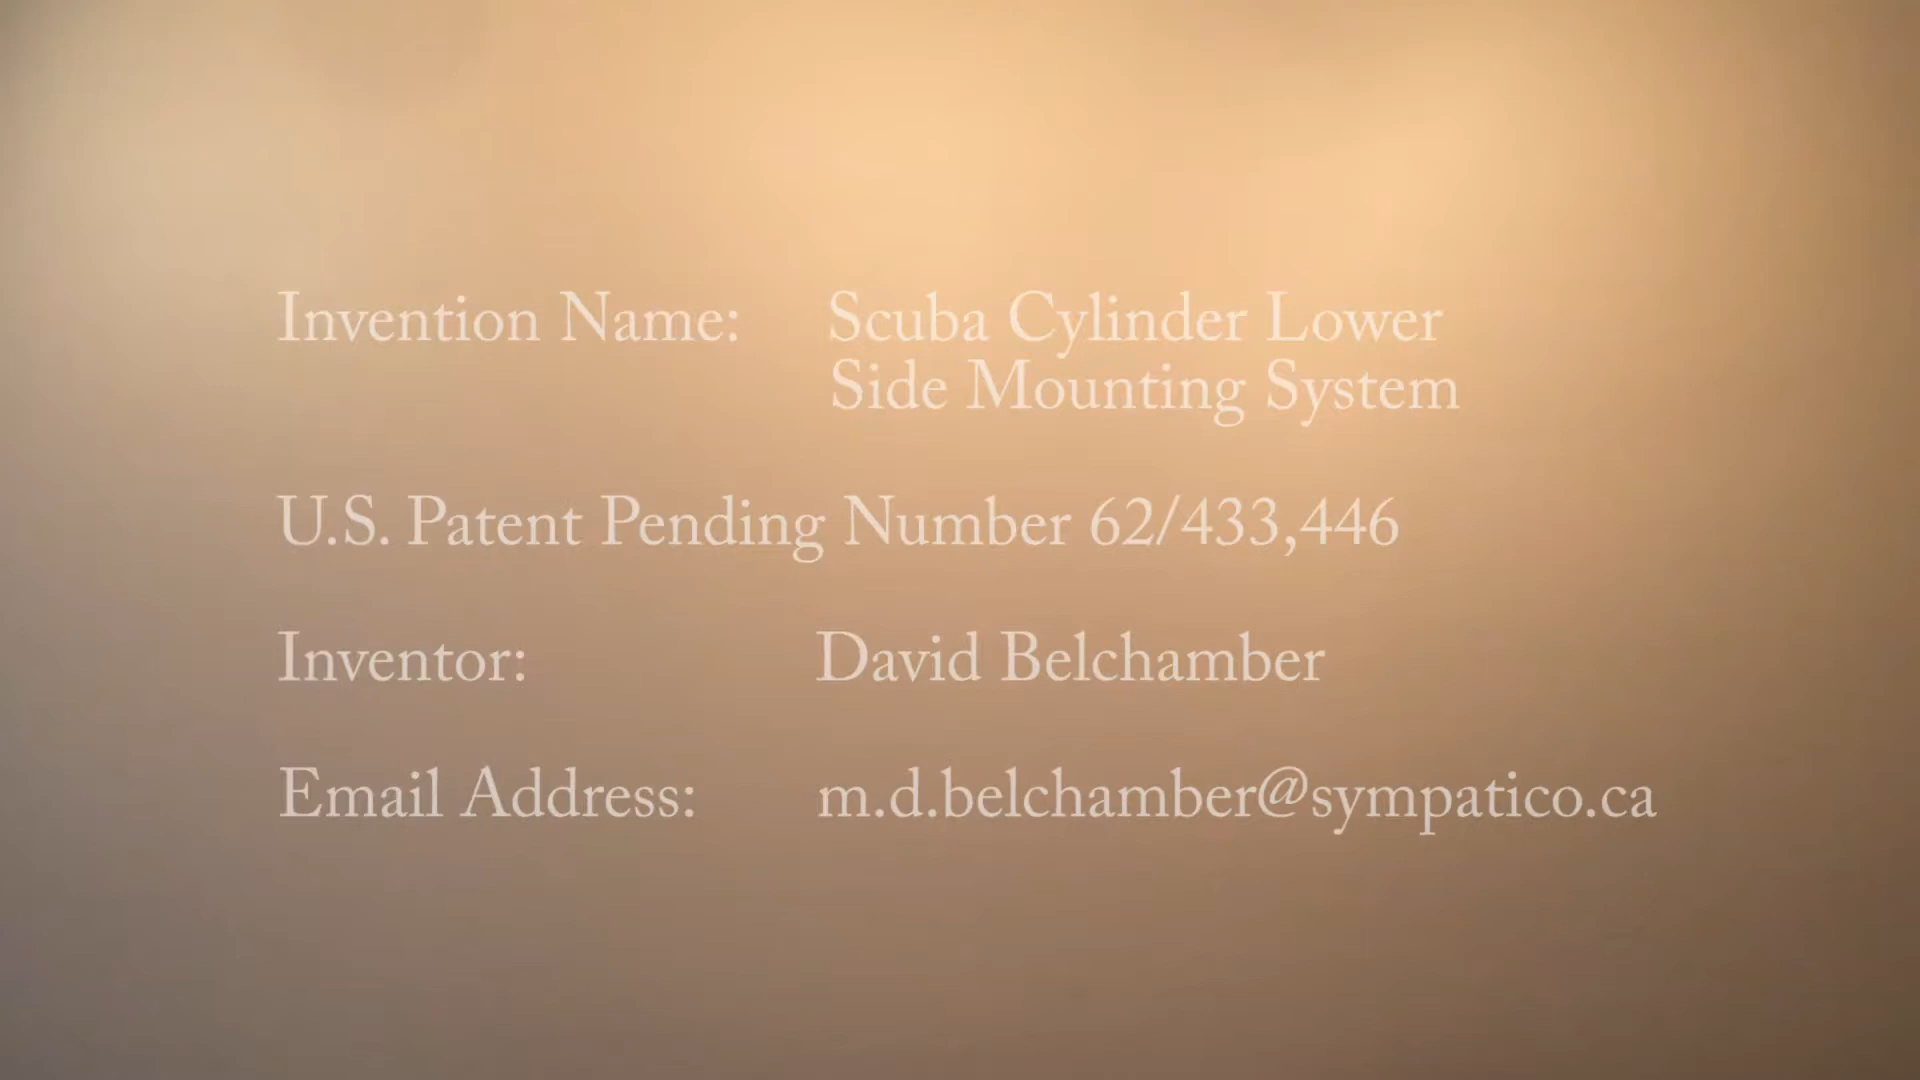 Invention Name: Scuba Cylinder Lower
Side Mounting System
U.S. Patent Pending Number 62/433,446
Inventor: David Belchamber
Email Address: m.d.belchamber@sympatico.ca